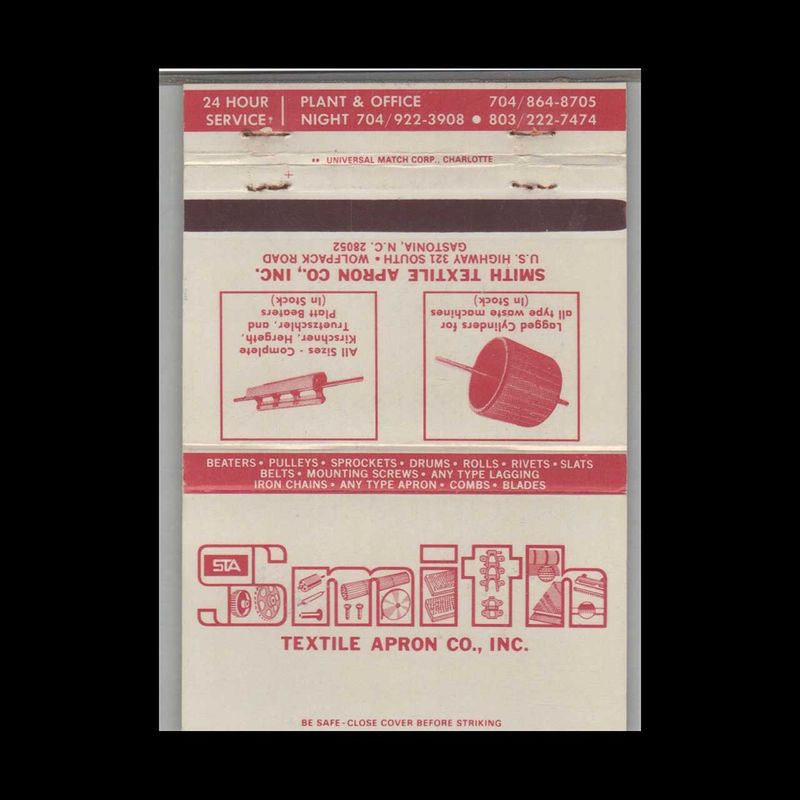 24 HOUR SERVICE
PLANT & OFFICE 704/864-8705
NIGHT 704/922-3908 • 803/222-7474
** UNIVERSAL MATCH CORP., CHARLOTTE
SMITH TEXTILE APRON CO., INC.
U.S. HIGHWAY 321 SOUTH • WOLFPACK ROAD
GASTONIA, N.C. 28052
Lagged Cylinders for
all type waste machines
(In Stock)
All Sizes - Complete
Kirschner, Hergeth,
Truetzschler, and
Platt Beaters
(In Stock)
BEATERS • PULLEYS • SPROCKETS • DRUMS • ROLLS • RIVETS • SLATS
BELTS • MOUNTING SCREWS • ANY TYPE LAGGING
IRON CHAINS • ANY TYPE APRON • COMBS • BLADES
STA
Smith
TEXTILE APRON CO., INC.
BE SAFE - CLOSE COVER BEFORE STRIKING